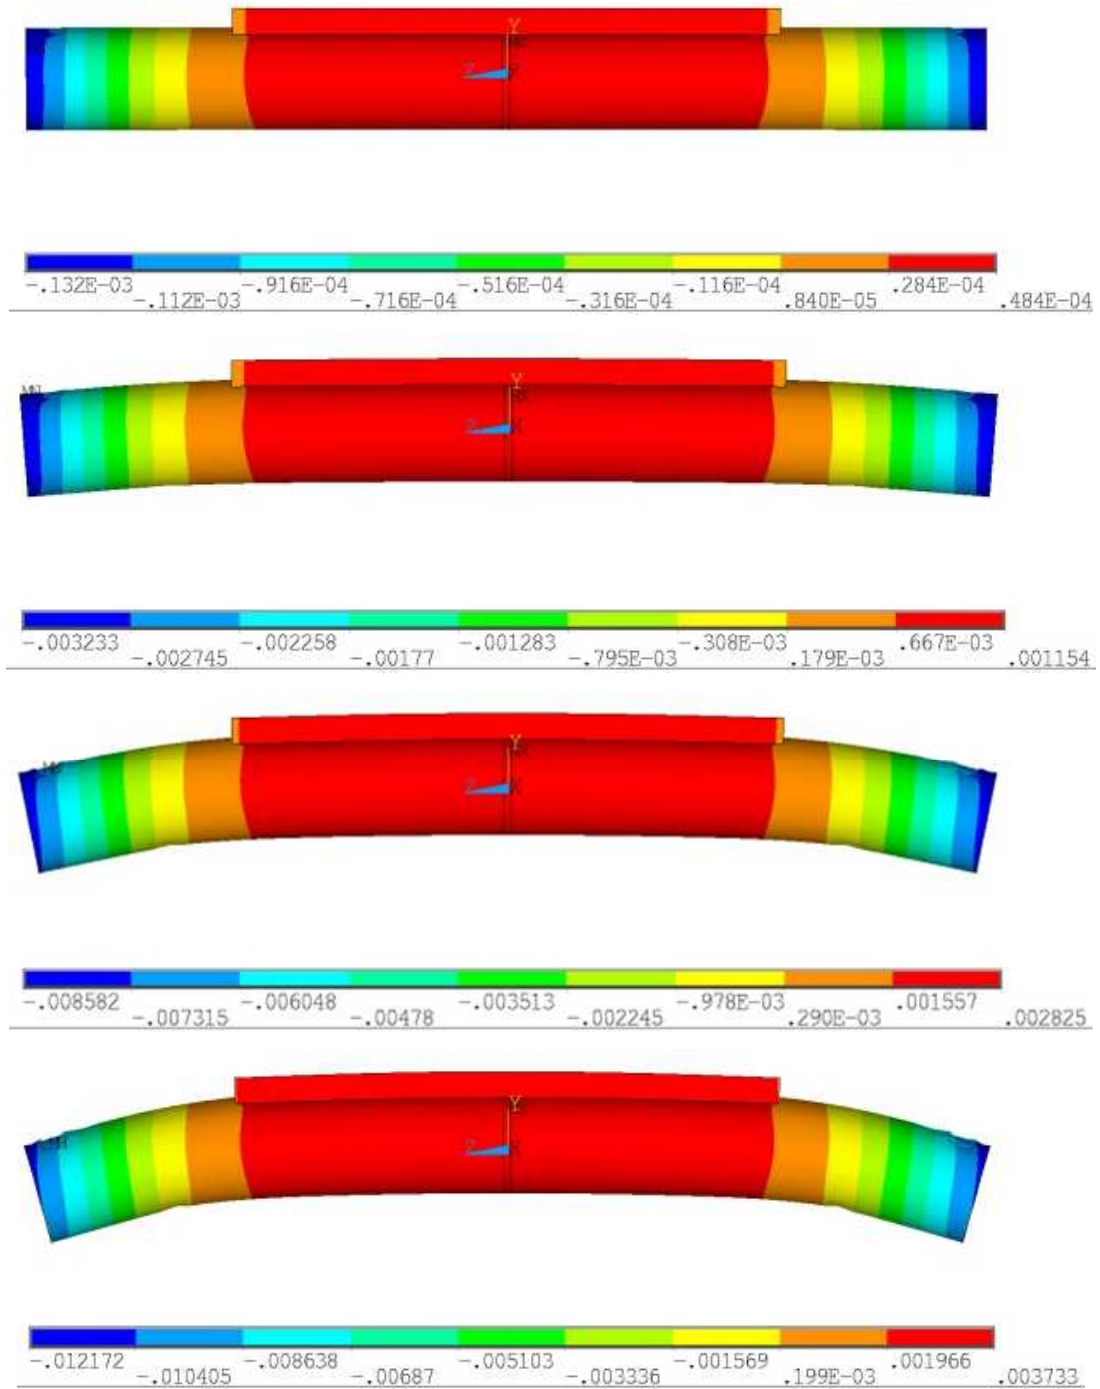 Y
Z
-.132E-03 -.916E-04 -.516E-04 -.116E-04 .284E-04
-.112E-03 -.716E-04 -.316E-04 .840E-05 .484E-04
MN
Y
Z X
-.003233 -.002258 -.001283 -.308E-03 .667E-03
-.002745 -.00177 -.795E-03 .179E-03 .001154
Y
Z X
-.008582 -.006048 -.003513 -.978E-03 .001557
-.007315 -.00478 -.002245 .290E-03 .002825
Y
Z X
-.012172 -.008638 -.005103 -.001569 .001966
-.010405 -.00687 -.003336 .199E-03 .003733